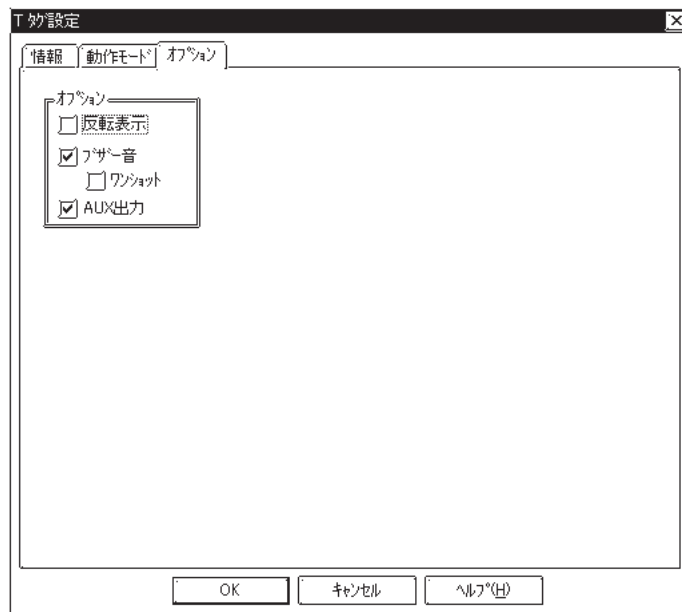 T ﾀｸﾞ設定
情報 動作ﾓｰﾄﾞ ｵﾌﾟｼｮﾝ
ｵﾌﾟｼｮﾝ
反転表示
ﾌﾞｻﾞｰ音
ﾜﾝｼｮｯﾄ
AUX出力
OK ｷｬﾝｾﾙ ﾍﾙﾌﾟ(H)